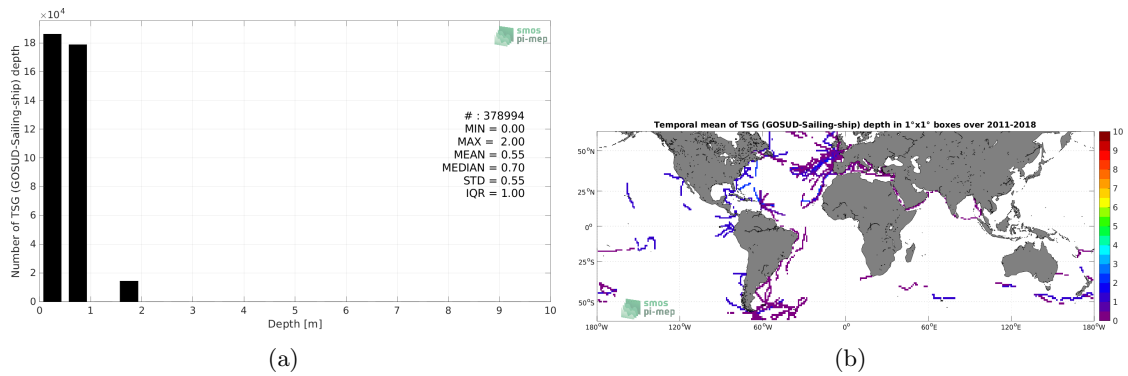 ×10⁴
18
16
14
12
10
8
6
4
2
0
Number of TSG (GOSUD-Sailing-ship) depth
0 1 2 3 4 5 6 7 8 9 10
Depth [m]
smos
pi-mep
# : 378994
MIN = 0.00
MAX = 2.00
MEAN = 0.55
MEDIAN = 0.70
STD = 0.55
IQR = 1.00
(a)
Temporal mean of TSG (GOSUD-Sailing-ship) depth in 1°x1° boxes over 2011-2018
50°N
25°N
0°
25°S
50°S
180°W 120°W 60°W 0° 60°E 120°E 180°W
smos
pi-mep
10
9
8
7
6
5
4
3
2
1
0
(b)